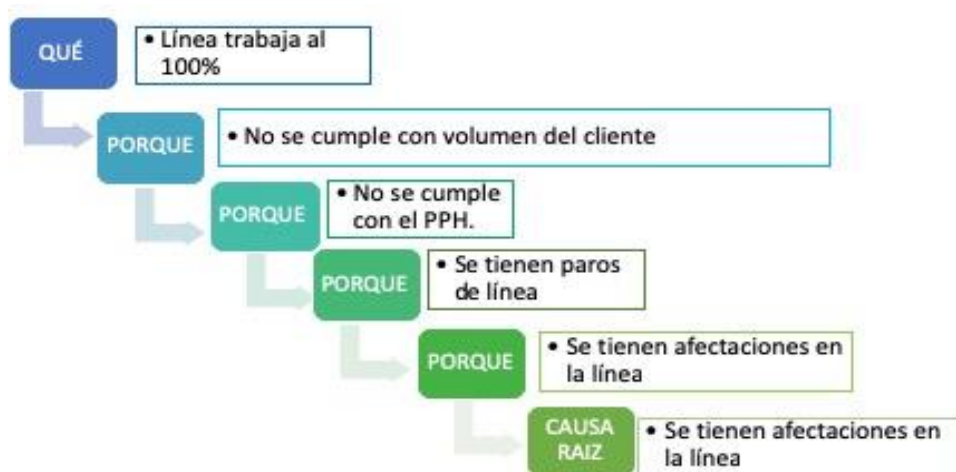 QUÉ
• Línea trabaja al
100%
PORQUE
• No se cumple con volumen del cliente
PORQUE
• No se cumple
con el PPH.
PORQUE
• Se tienen paros
de línea
PORQUE
• Se tienen afectaciones en
la línea
CAUSA
RAIZ
• Se tienen afectaciones en
la línea